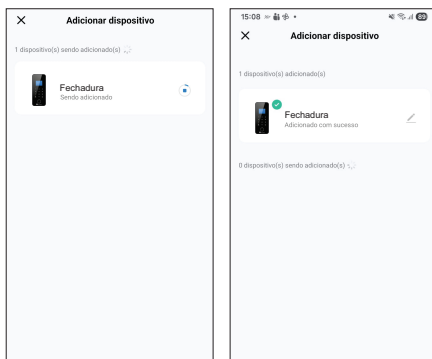 Adicionar dispositivo
1 dispositivo(s) sendo adicionado(s)
Fechadura
Sendo adicionado
15:08
89
Adicionar dispositivo
1 dispositivo(s) adicionado(s)
Fechadura
Adicionado com sucesso
0 dispositivo(s) sendo adicionado(s)